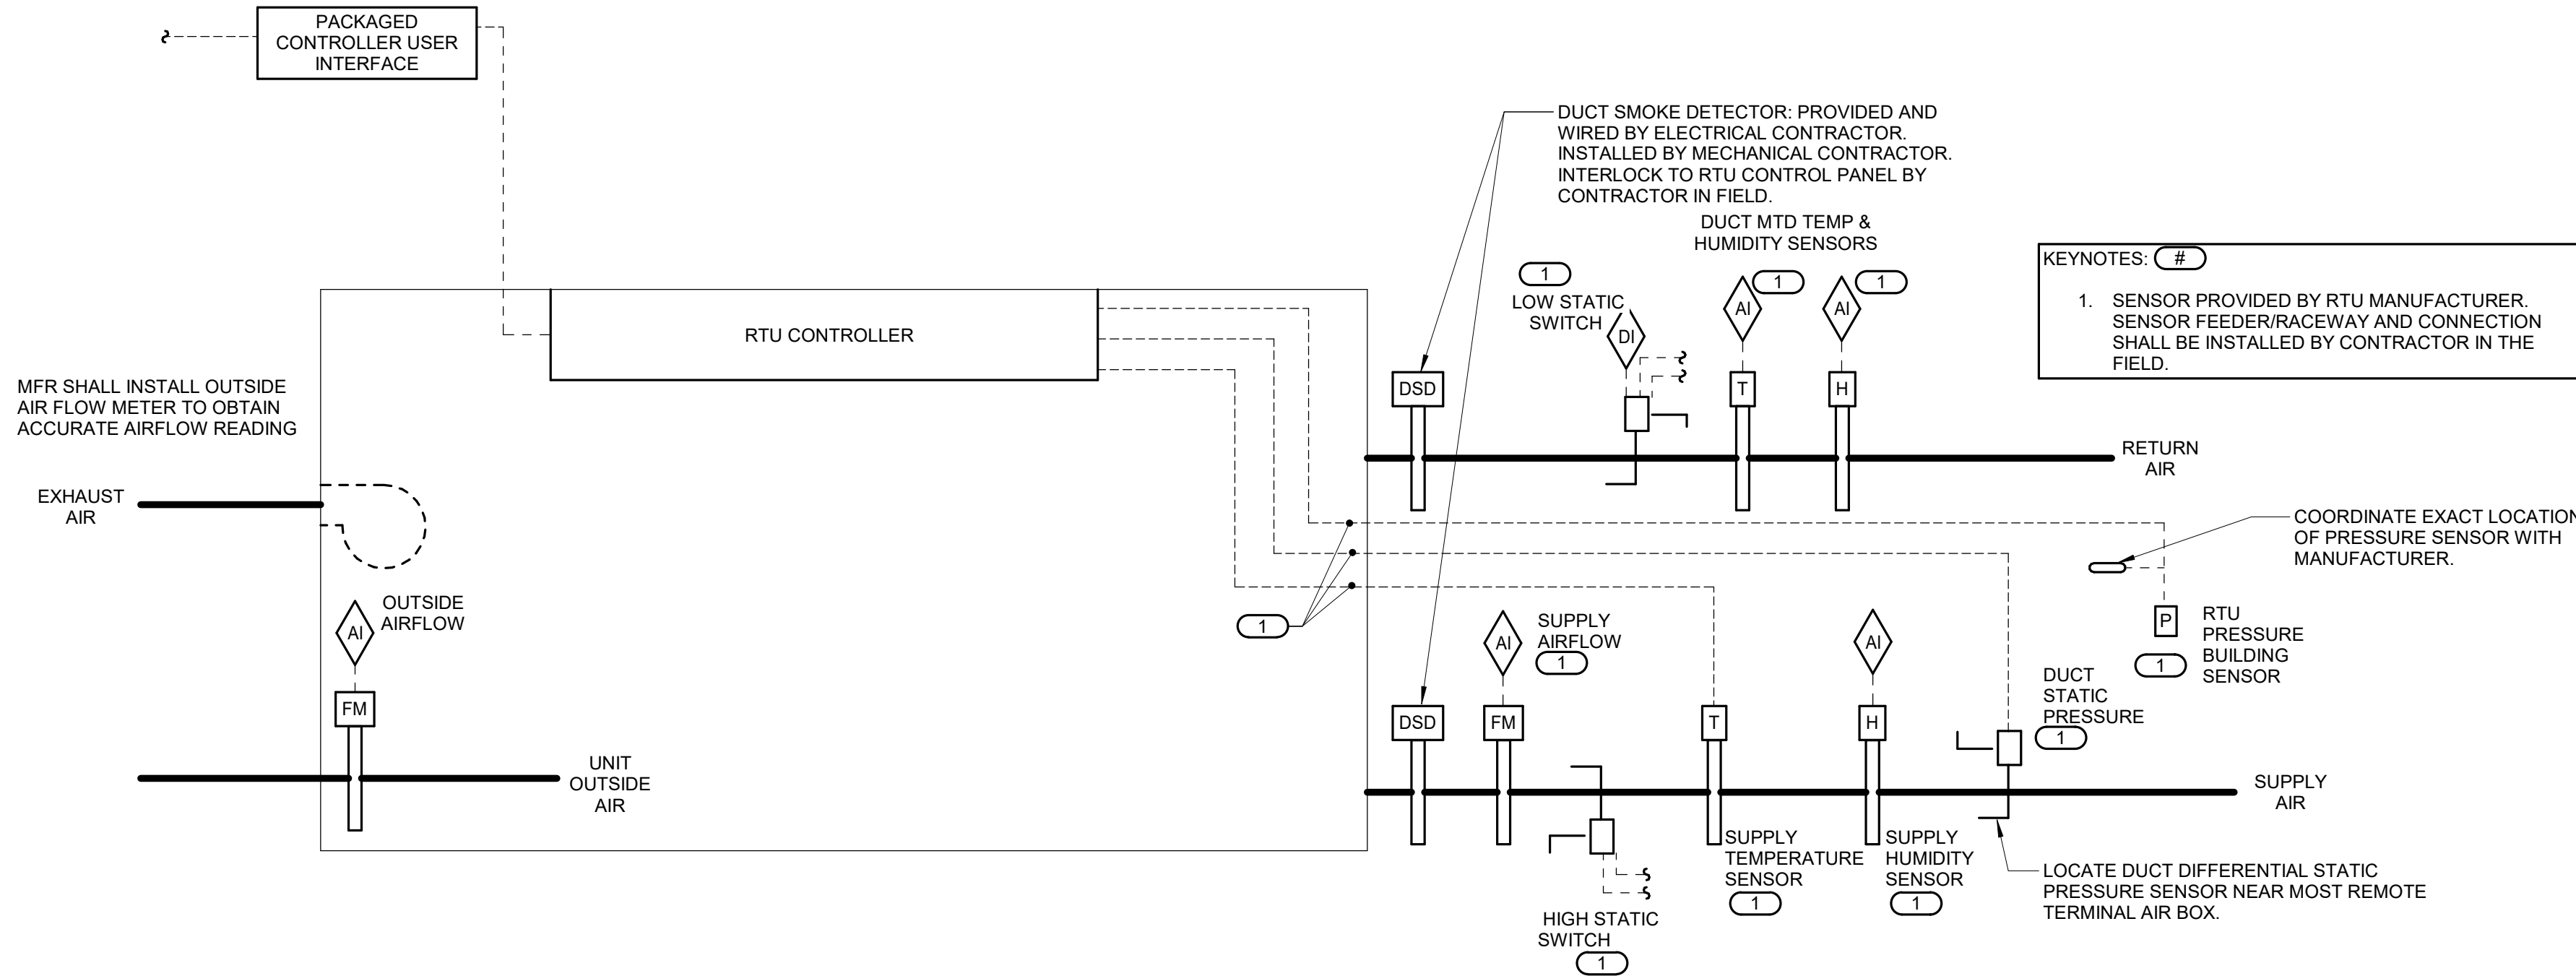 PACKAGED
CONTROLLER USER
INTERFACE
DUCT SMOKE DETECTOR: PROVIDED AND
WIRED BY ELECTRICAL CONTRACTOR.
INSTALLED BY MECHANICAL CONTRACTOR.
INTERLOCK TO RTU CONTROL PANEL BY
CONTRACTOR IN FIELD.
DUCT MTD TEMP &
HUMIDITY SENSORS
KEYNOTES: #
1. SENSOR PROVIDED BY RTU MANUFACTURER.
SENSOR FEEDER/RACEWAY AND CONNECTION
SHALL BE INSTALLED BY CONTRACTOR IN THE
FIELD.
1
LOW STATIC
SWITCH
DI
AI
1
AI
1
RTU CONTROLLER
DSD
T
H
MFR SHALL INSTALL OUTSIDE
AIR FLOW METER TO OBTAIN
ACCURATE AIRFLOW READING
RETURN
AIR
EXHAUST
AIR
COORDINATE EXACT LOCATION
OF PRESSURE SENSOR WITH
MANUFACTURER.
OUTSIDE
AIRFLOW
AI
1
SUPPLY
AIRFLOW
1
AI
AI
P
RTU
PRESSURE
BUILDING
SENSOR
1
DUCT
STATIC
PRESSURE
1
FM
DSD
FM
T
H
UNIT
OUTSIDE
AIR
SUPPLY
AIR
SUPPLY
TEMPERATURE
SENSOR
1
SUPPLY
HUMIDITY
SENSOR
1
LOCATE DUCT DIFFERENTIAL STATIC
PRESSURE SENSOR NEAR MOST REMOTE
TERMINAL AIR BOX.
HIGH STATIC
SWITCH
1